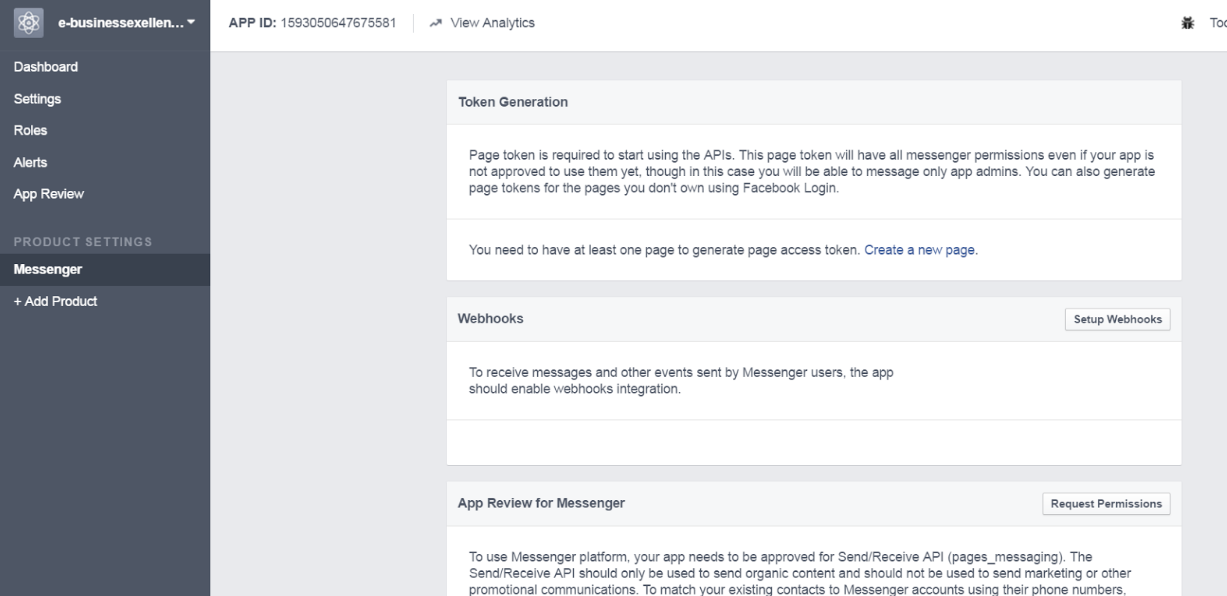 e-businessexellen...
APP ID: 1593050647675581
View Analytics
Dashboard
Settings
Roles
Alerts
App Review
PRODUCT SETTINGS
Messenger
+ Add Product
Token Generation
Page token is required to start using the APIs. This page token will have all messenger permissions even if your app is
not approved to use them yet, though in this case you will be able to message only app admins. You can also generate
page tokens for the pages you don't own using Facebook Login.
You need to have at least one page to generate page access token. Create a new page.
Webhooks
Setup Webhooks
To receive messages and other events sent by Messenger users, the app
should enable webhooks integration.
App Review for Messenger
Request Permissions
To use Messenger platform, your app needs to be approved for Send/Receive API (pages_messaging). The
Send/Receive API should only be used to send organic content and should not be used to send marketing or other
promotional communications. To match your existing contacts to Messenger accounts using their phone numbers,